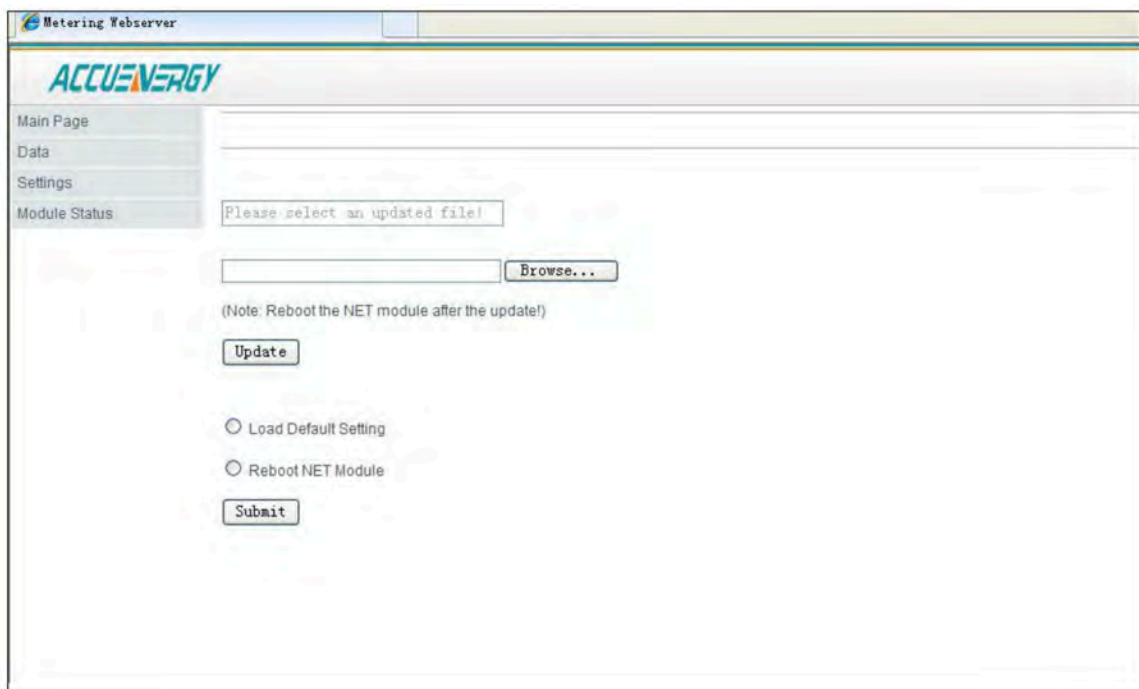 Metering Webserver
ACCUENERGY
Main Page
Data
Settings
Module Status
Please select an updated file!
Browse...
(Note: Reboot the NET module after the update!)
Update
Load Default Setting
Reboot NET Module
Submit